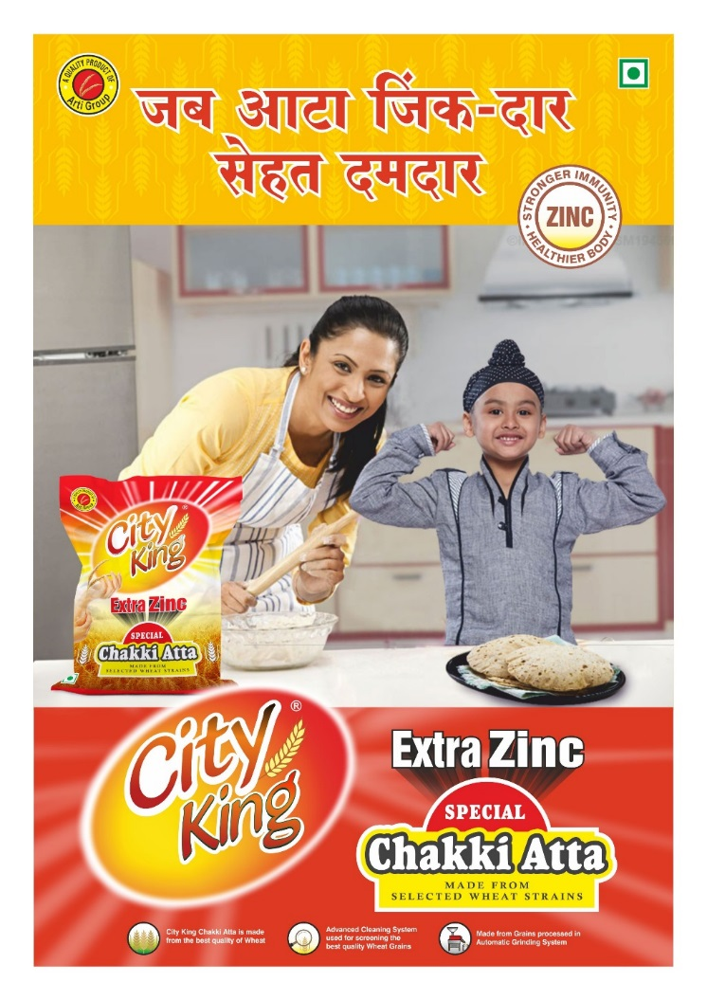 A QUALITY PRODUCT OF
Arti Group
जब आटा जिंक-दार
सेहत दमदार
STRONGER IMMUNITY
ZINC
HEALTHIER BODY
City
King
Extra Zinc
SPECIAL
Chakki Atta
MADE FROM
SELECTED WHEAT STRAINS
City
King
®
Extra Zinc
SPECIAL
Chakki Atta
MADE FROM
SELECTED WHEAT STRAINS
City King Chakki Atta is made
from the best quality of Wheat
Advanced Cleaning System
used for screening the
best quality Wheat Grains
Made from Grains processed in
Automatic Grinding System